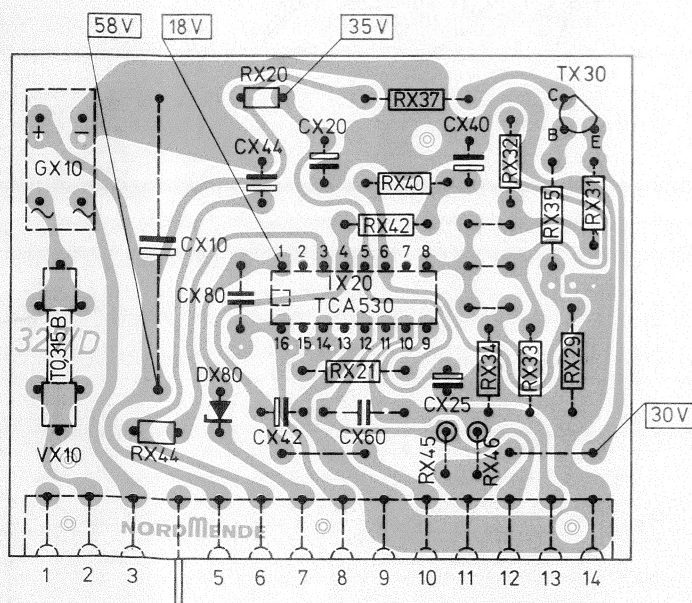 58V 18V 35V
RX20 TX30
C
RX37
+ - CX20 CX40 B E
CX44 RX32
GX10 RX40 RX35 RX31
RX42
CX10
1 2 3 4 5 6 7 8
CX80 IX20
TCA530
16 15 14 13 12 11 10 9
T0,315B RX34 RX33 RX29
DX80 RX21
CX25 30V
CX42 CX60
VX10 RX44 RX45 RX46
NORDMENDE
1 2 3 5 6 7 8 9 10 11 12 13 14